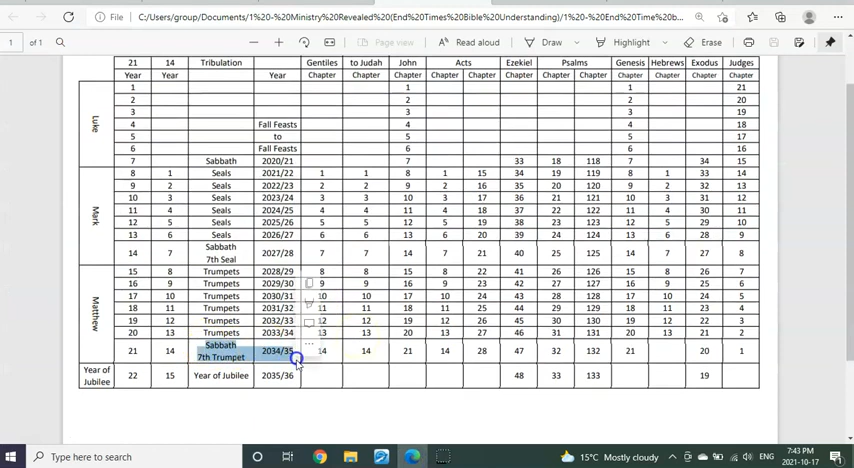 File C:/Users/group/Documents/1%20-%20Ministry%20Revealed%20(End%20Times%20Bible%20Understanding)/1%20-%20End%20Time%20b...
1 of 1 Page view Read aloud Draw Highlight Erase
21 14 Tribulation Gentiles to Judah John Acts Ezekiel Psalms Genesis Hebrews Exodus Judges
Year Year Year Chapter Chapter Chapter Chapter Chapter Chapter Chapter Chapter Chapter Chapter Chapter Chapter
Luke
1 1 1 21
2 2 2 20
3 3 3 19
4 Fall Feasts 4 4 18
5 to 5 5 17
6 Fall Feasts 6 6 16
7 Sabbath 2020/21 7 33 18 118 7 34 15
Mark
8 1 Seals 2021/22 1 1 8 1 15 34 19 119 8 1 33 14
9 2 Seals 2022/23 2 2 9 2 16 35 20 120 9 2 32 13
10 3 Seals 2023/24 3 3 10 3 17 36 21 121 10 3 31 12
11 4 Seals 2024/25 4 4 11 4 18 37 22 122 11 4 30 11
12 5 Seals 2025/26 5 5 12 5 19 38 23 123 12 5 29 10
13 6 Seals 2026/27 6 6 13 6 20 39 24 124 13 6 28 9
14 7 Sabbath 7th Seal 2027/28 7 7 14 7 21 40 25 125 14 7 27 8
Matthew
15 8 Trumpets 2028/29 8 8 15 8 22 41 26 126 15 8 26 7
16 9 Trumpets 2029/30 9 9 16 9 23 42 27 127 16 9 25 6
17 10 Trumpets 2030/31 10 10 17 10 24 43 28 128 17 10 24 5
18 11 Trumpets 2031/32 11 11 18 11 25 44 29 129 18 11 23 4
19 12 Trumpets 2032/33 12 12 19 12 26 45 30 130 19 12 22 3
20 13 Trumpets 2033/34 13 13 20 13 27 46 31 131 20 13 21 2
21 14 Sabbath 7th Trumpet 2034/35 14 14 21 14 28 47 32 132 21 20 1
Year of Jubilee 22 15 Year of Jubilee 2035/36 48 33 133 19
Type here to search 15°C Mostly cloudy ENG 7:43 PM 2021-10-17